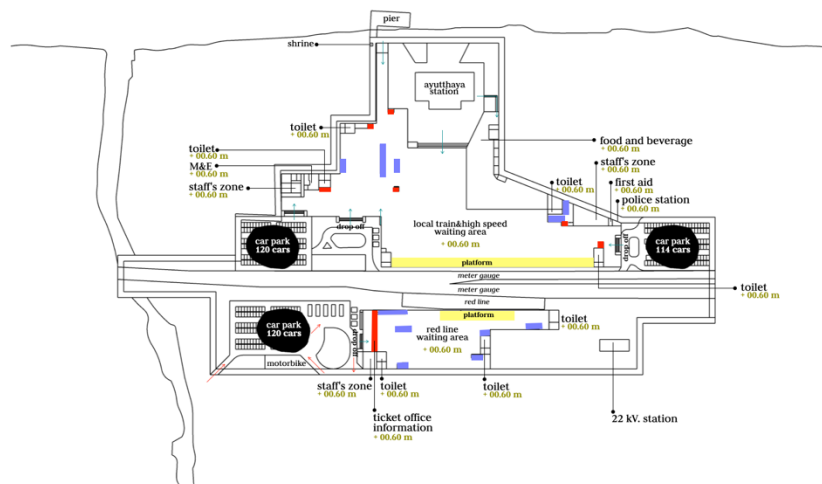 pier
shrine
ayutthaya
station
toilet
+ 00.60 m
toilet
+ 00.60 m
M&E
+ 00.60 m
staff's zone
+ 00.60 m
food and beverage
+ 00.60 m
staff's zone
+ 00.60 m
toilet
+ 00.60 m
first aid
+ 00.60 m
police station
+ 00.60 m
drop off
car park
120 cars
local train&high speed
waiting area
+ 00.60 m
drop off
car park
114 cars
platform
meter gauge
meter gauge
toilet
+ 00.60 m
red line
platform
car park
120 cars
drop off
red line
waiting area
+ 00.60 m
toilet
+ 00.60 m
motorbike
staff's zone
+ 00.60 m
toilet
+ 00.60 m
toilet
+ 00.60 m
ticket office
information
+ 00.60 m
22 kV. station